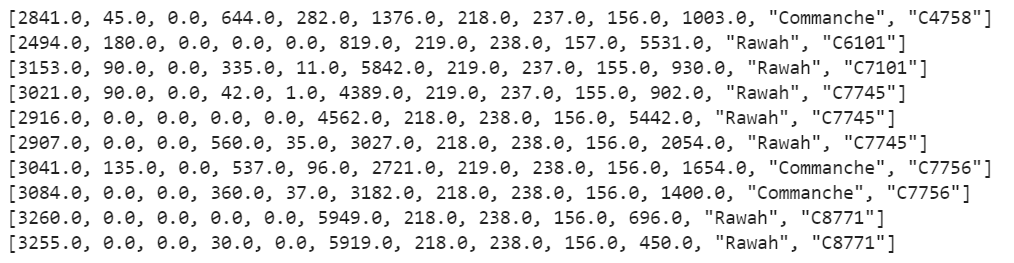 [2841.0, 45.0, 0.0, 644.0, 282.0, 1376.0, 218.0, 237.0, 156.0, 1003.0, "Commanche", "C4758"]
[2494.0, 180.0, 0.0, 0.0, 0.0, 819.0, 219.0, 238.0, 157.0, 5531.0, "Rawah", "C6101"]
[3153.0, 90.0, 0.0, 335.0, 11.0, 5842.0, 219.0, 237.0, 155.0, 930.0, "Rawah", "C7101"]
[3021.0, 90.0, 0.0, 42.0, 1.0, 4389.0, 219.0, 237.0, 155.0, 902.0, "Rawah", "C7745"]
[2916.0, 0.0, 0.0, 0.0, 0.0, 4562.0, 218.0, 238.0, 156.0, 5442.0, "Rawah", "C7745"]
[2907.0, 0.0, 0.0, 560.0, 35.0, 3027.0, 218.0, 238.0, 156.0, 2054.0, "Rawah", "C7745"]
[3041.0, 135.0, 0.0, 537.0, 96.0, 2721.0, 219.0, 238.0, 156.0, 1654.0, "Commanche", "C7756"]
[3084.0, 0.0, 0.0, 360.0, 37.0, 3182.0, 218.0, 238.0, 156.0, 1400.0, "Commanche", "C7756"]
[3260.0, 0.0, 0.0, 0.0, 0.0, 5949.0, 218.0, 238.0, 156.0, 696.0, "Rawah", "C8771"]
[3255.0, 0.0, 0.0, 30.0, 0.0, 5919.0, 218.0, 238.0, 156.0, 450.0, "Rawah", "C8771"]